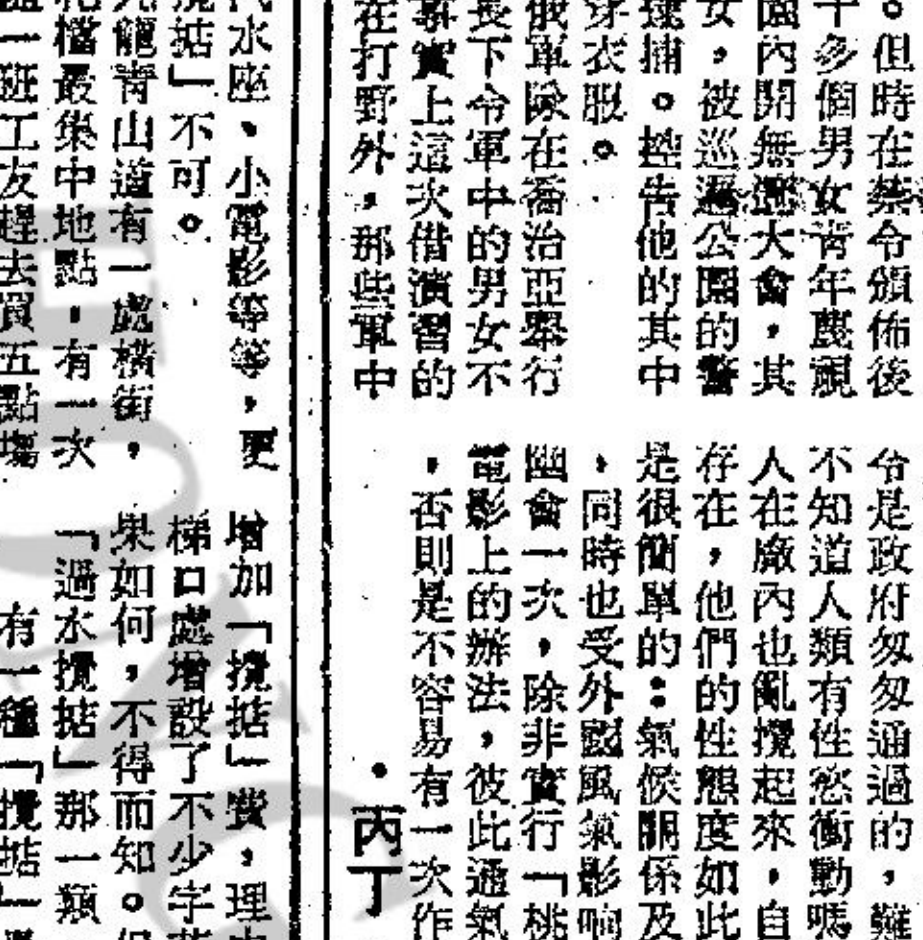 。但時在禁令頒佈後
千多個男女青年蔑視
園內開無遮大會，其
女，被巡邏公園的警
逮捕。控告他的其中
穿衣服。
俄軍隊在喬治亞舉行
長下令軍中的男女不
事實上這次借演習的
在打野外，那些軍中
令是政府匆匆通過的，難
不知道人類有性慾衝動嗎
人在廠內也亂攪起來，自
存在，他們的性態度如此
是很簡單的：氣候關係及
，同時也受外國風氣影响
幽會一次，除非實行「桃
電影上的辦法，彼此通氣
，否則是不容易有一次作
・丙丁
水座，小電影等等，更
攪掂」不可。
九龍青山道有一處橫街，
檔最集中地點，有一次
一班工友趕去買五點塲
增加「攪掂」費，理
梯口處增設了不少字
果如何，不得而知。但
「過水攪掂」那一類
有一種「攪掂」